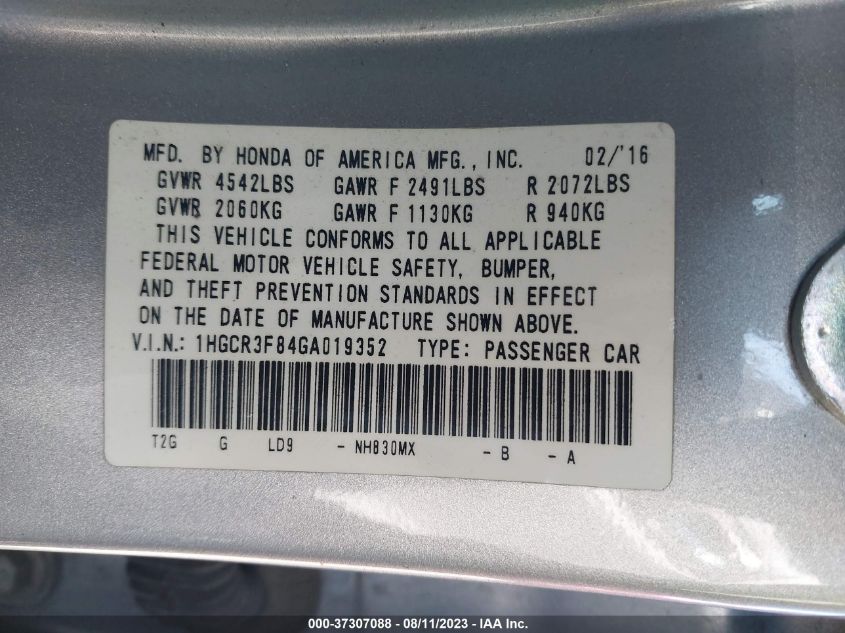 MFD. BY HONDA OF AMERICA MFG., INC. 02/'16
GVWR 4542LBS GAWR F 2491LBS R 2072LBS
GVWR 2060KG GAWR F 1130KG R 940KG
THIS VEHICLE CONFORMS TO ALL APPLICABLE
FEDERAL MOTOR VEHICLE SAFETY, BUMPER,
AND THEFT PREVENTION STANDARDS IN EFFECT
ON THE DATE OF MANUFACTURE SHOWN ABOVE.
V.I.N.: 1HGCR3F84GA019352 TYPE: PASSENGER CAR
T2G G LD9 - NH830MX - B - A
000-37307088 - 08/11/2023 - © IAA Inc.